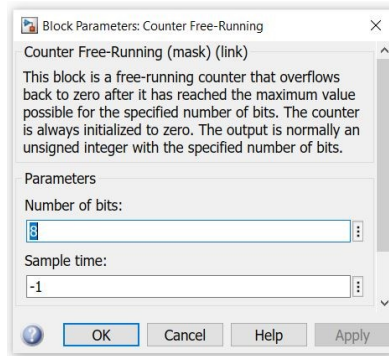 Block Parameters: Counter Free-Running
Counter Free-Running (mask) (link)
This block is a free-running counter that overflows
back to zero after it has reached the maximum value
possible for the specified number of bits. The counter
is always initialized to zero. The output is normally an
unsigned integer with the specified number of bits.
Parameters
Number of bits:
8
Sample time:
-1
OK Cancel Help Apply